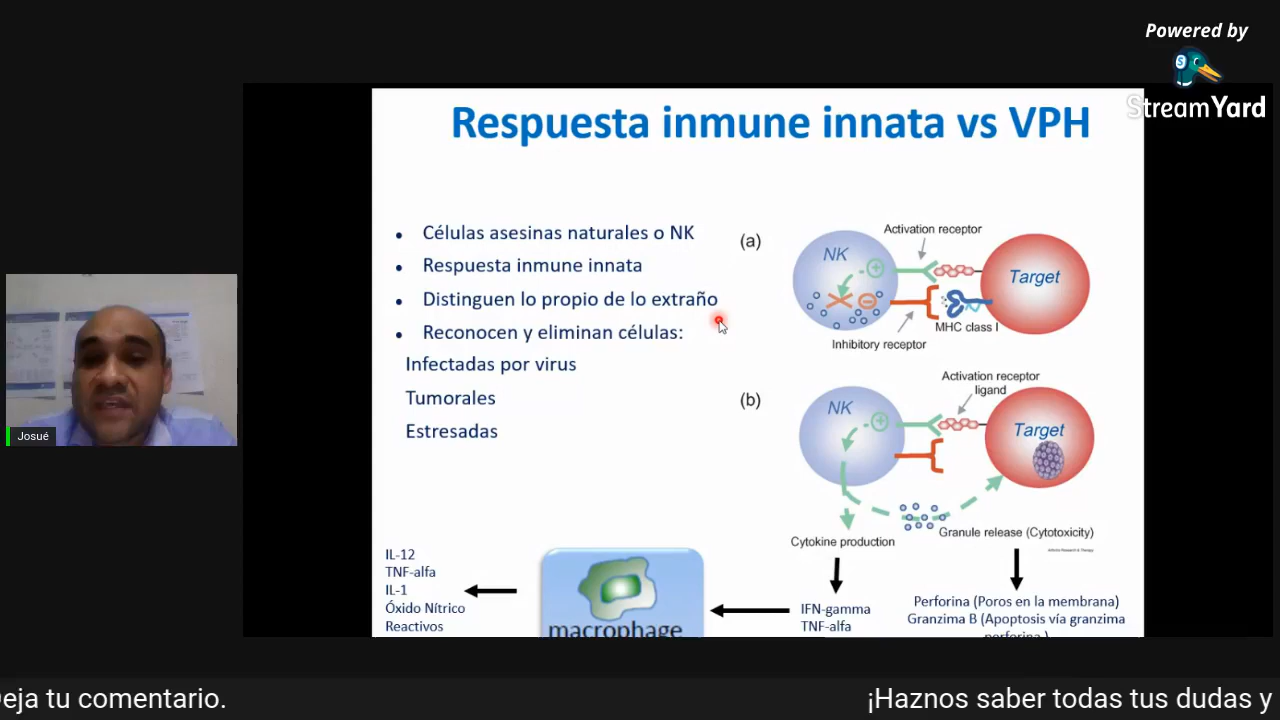 Powered by
StreamYard
Respuesta inmune innata vs VPH
• Células asesinas naturales o NK
• Respuesta inmune innata
• Distinguen lo propio de lo extraño
• Reconocen y eliminan células:
Infectadas por virus
Tumorales
Estresadas
(a)
Activation receptor
NK
Target
MHC class I
Inhibitory receptor
(b)
Activation receptor
ligand
NK
Target
Cytokine production
Granule release (Cytotoxicity)
IL-12
TNF-alfa
IL-1
Óxido Nítrico
Reactivos
macrophage
IFN-gamma
TNF-alfa
Perforina (Poros en la membrana)
Granzima B (Apoptosis vía granzima
perforina )
Josué
Deja tu comentario.
¡Haznos saber todas tus dudas y